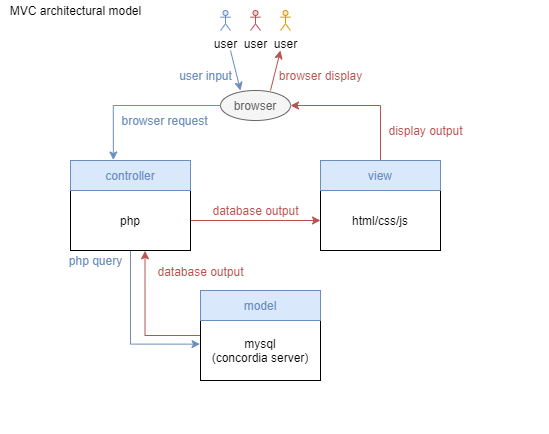 MVC architectural model
user user user
user input
browser display
browser
browser request
display output
controller
view
php
database output
html/css/js
php query
database output
model
mysql
(concordia server)